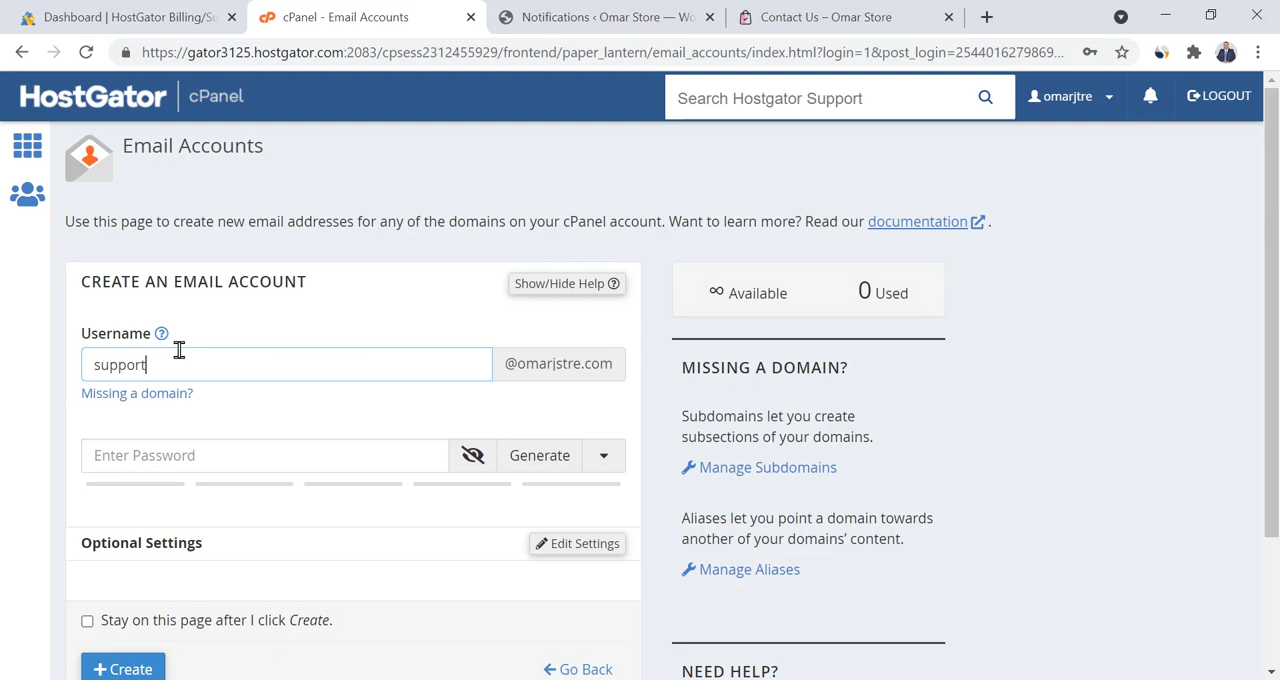 Dashboard | HostGator Billing/Su
cPanel - Email Accounts
Notifications ‹ Omar Store — Wo
Contact Us – Omar Store
https://gator3125.hostgator.com:2083/cpsess2312455929/frontend/paper_lantern/email_accounts/index.html?login=1&post_login=2544016279869...
HostGator cPanel
Search Hostgator Support
omarjtre
LOGOUT
Email Accounts
Use this page to create new email addresses for any of the domains on your cPanel account. Want to learn more? Read our documentation .
CREATE AN EMAIL ACCOUNT
Show/Hide Help
Username
support
@omarjstre.com
Missing a domain?
Enter Password
Generate
Optional Settings
Edit Settings
Stay on this page after I click Create.
+ Create
Go Back
∞ Available
0 Used
MISSING A DOMAIN?
Subdomains let you create
subsections of your domains.
Manage Subdomains
Aliases let you point a domain towards
another of your domains' content.
Manage Aliases
NEED HELP?